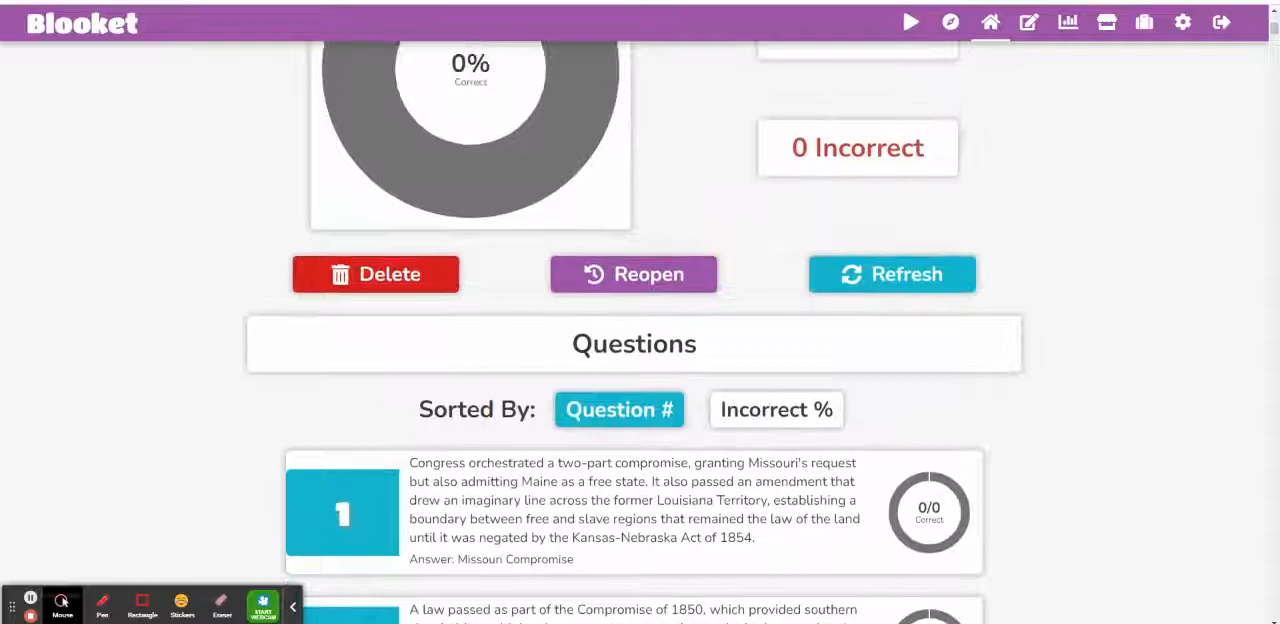 Blooket
0%
Correct
0 Incorrect
Delete
Reopen
Refresh
Questions
Sorted By:
Question #
Incorrect %
1
Congress orchestrated a two-part compromise, granting Missouri's request
but also admitting Maine as a free state. It also passed an amendment that
drew an imaginary line across the former Louisiana Territory, establishing a
boundary between free and slave regions that remained the law of the land
until it was negated by the Kansas-Nebraska Act of 1854.
Answer: Missouri Compromise
0/0
Correct
A law passed as part of the Compromise of 1850, which provided southern
Mouse
Pen
Rectangle
Stickers
Eraser
START
WEBCAM